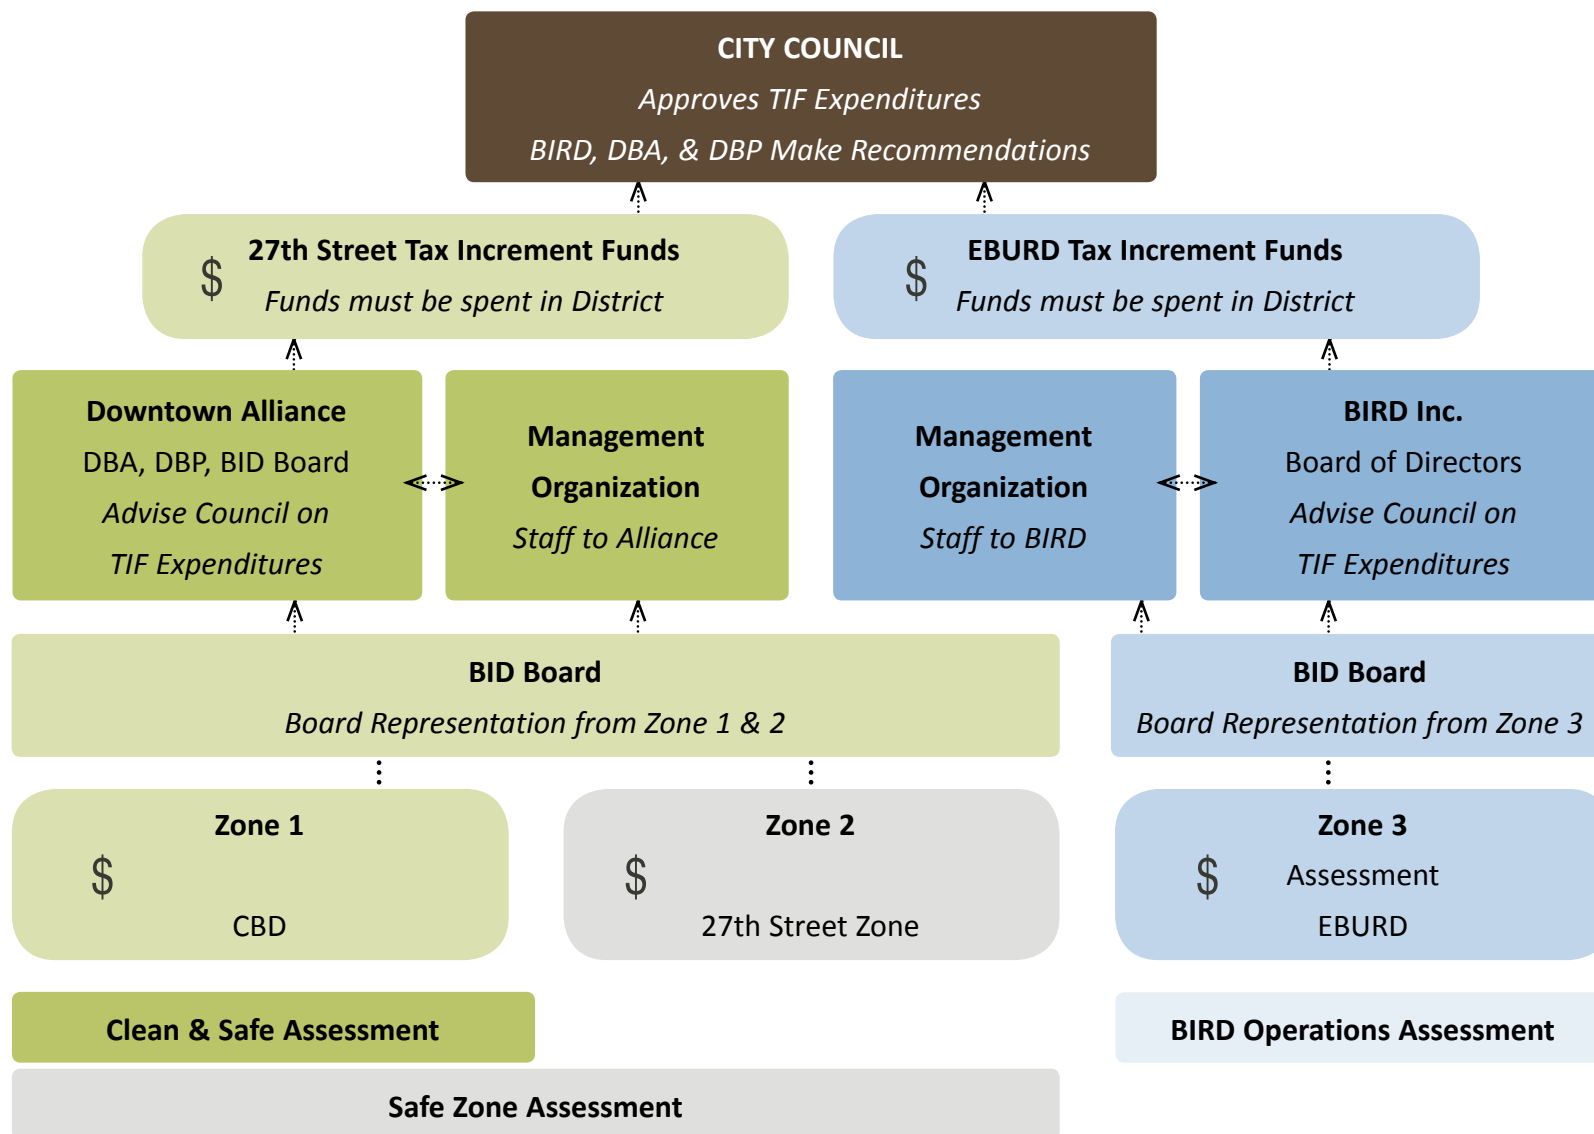 CITY COUNCIL
Approves TIF Expenditures
BIRD, DBA, & DBP Make Recommendations
27th Street Tax Increment Funds
$
Funds must be spent in District
EBURD Tax Increment Funds
$
Funds must be spent in District
Downtown Alliance
DBA, DBP, BID Board
Advise Council on
TIF Expenditures
Management
Organization
Staff to Alliance
Management
Organization
Staff to BIRD
BIRD Inc.
Board of Directors
Advise Council on
TIF Expenditures
BID Board
Board Representation from Zone 1 & 2
BID Board
Board Representation from Zone 3
Zone 1
$
CBD
Zone 2
$
27th Street Zone
Zone 3
$
Assessment
EBURD
Clean & Safe Assessment
BIRD Operations Assessment
Safe Zone Assessment